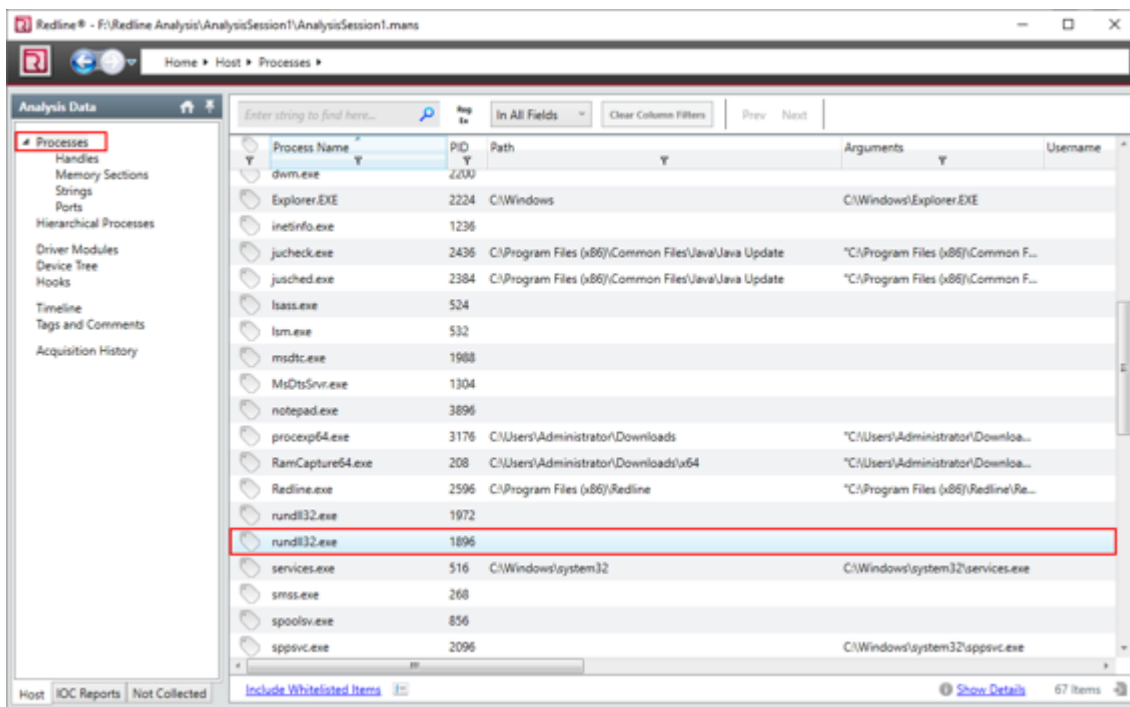 Redline® - F:\Redline Analysis\AnalysisSession1\AnalysisSession1.mans
Home Host Processes
Analysis Data
Processes
Handles
Memory Sections
Strings
Ports
Hierarchical Processes
Driver Modules
Device Tree
Hooks
Timeline
Tags and Comments
Acquisition History
Host IOC Reports Not Collected
Enter string to find here... Reg Ex In All Fields Clear Column Filters Prev Next
Process Name PID Path Arguments Username
dwm.exe 2200
Explorer.EXE 2224 C:\Windows C:\Windows\Explorer.EXE
inetinfo.exe 1236
jucheck.exe 2436 C:\Program Files (x86)\Common Files\Java\Java Update "C:\Program Files (x86)\Common F...
jusched.exe 2384 C:\Program Files (x86)\Common Files\Java\Java Update "C:\Program Files (x86)\Common F...
lsass.exe 524
lsm.exe 532
msdtc.exe 1988
MsDtsSrvr.exe 1304
notepad.exe 3896
procexp64.exe 3176 C:\Users\Administrator\Downloads "C:\Users\Administrator\Downloa...
RamCapture64.exe 208 C:\Users\Administrator\Downloads\x64 "C:\Users\Administrator\Downloa...
Redline.exe 2596 C:\Program Files (x86)\Redline "C:\Program Files (x86)\Redline\Re...
rundll32.exe 1972
rundll32.exe 1896
services.exe 516 C:\Windows\system32 C:\Windows\system32\services.exe
smss.exe 268
spoolsv.exe 856
sppsvc.exe 2096 C:\Windows\system32\sppsvc.exe
Include Whitelisted Items Show Details 67 Items